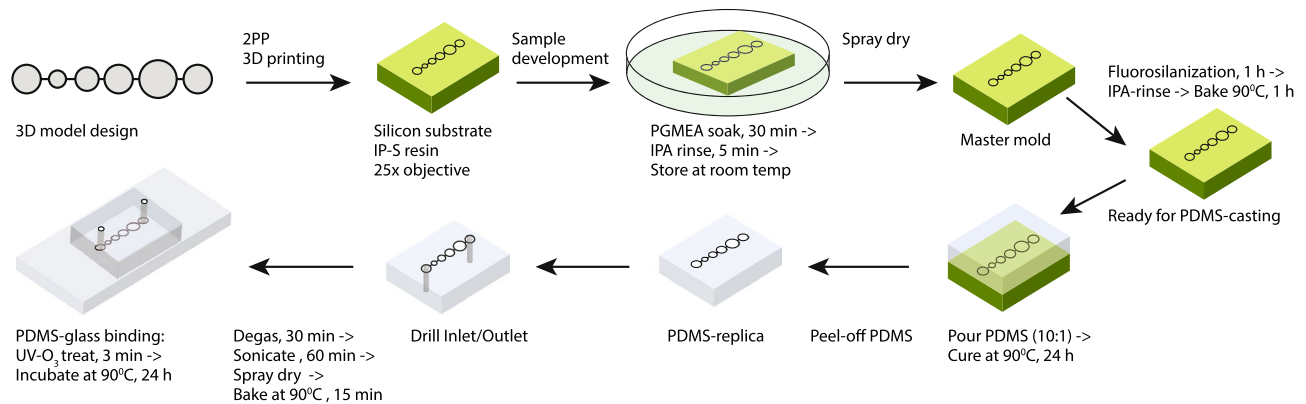 2PP
3D printing
3D model design
Silicon substrate
IP-S resin
25x objective
Sample
development
PGMEA soak, 30 min ->
IPA rinse, 5 min ->
Store at room temp
Spray dry
Master mold
Fluorosilanization, 1 h ->
IPA-rinse -> Bake 90⁰C, 1 h
Ready for PDMS-casting
Pour PDMS (10:1) ->
Cure at 90⁰C, 24 h
Peel-off PDMS
PDMS-replica
Drill Inlet/Outlet
Degas, 30 min ->
Sonicate , 60 min ->
Spray dry ->
Bake at 90⁰C , 15 min
PDMS-glass binding:
UV-O₃ treat, 3 min ->
Incubate at 90⁰C, 24 h